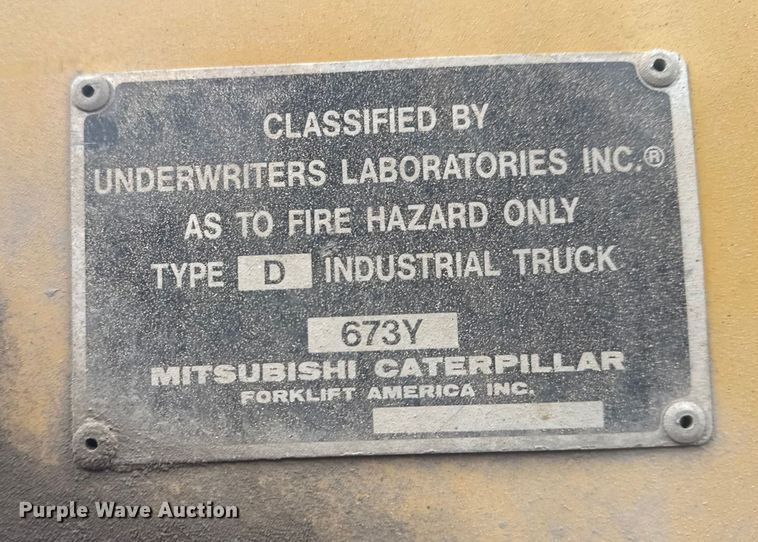 CLASSIFIED BY
UNDERWRITERS LABORATORIES INC.®
AS TO FIRE HAZARD ONLY
TYPE D INDUSTRIAL TRUCK
673Y
MITSUBISHI CATERPILLAR
FORKLIFT AMERICA INC.
Purple Wave Auction